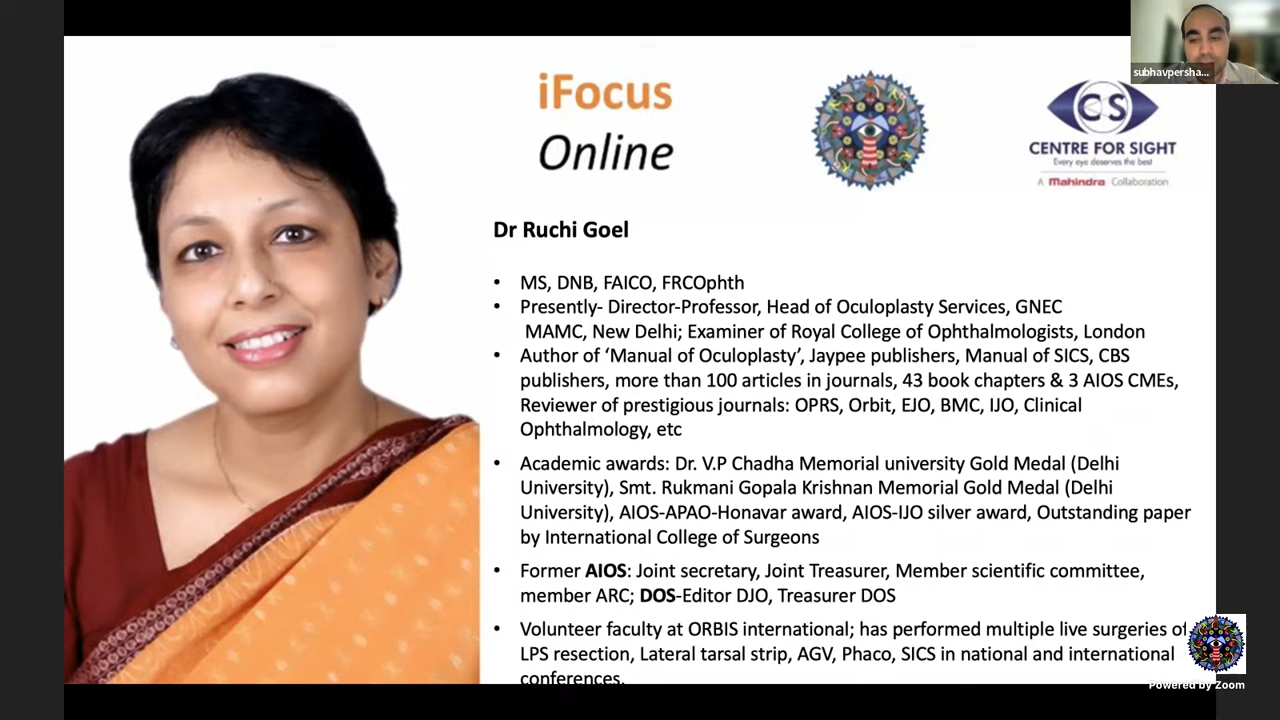 subhavpersha...
iFocus
Online
CS
CENTRE FOR SIGHT
Every eye deserves the best
A Mahindra Collaboration
Dr Ruchi Goel
• MS, DNB, FAICO, FRCOphth
• Presently- Director-Professor, Head of Oculoplasty Services, GNEC
MAMC, New Delhi; Examiner of Royal College of Ophthalmologists, London
• Author of ‘Manual of Oculoplasty’, Jaypee publishers, Manual of SICS, CBS
publishers, more than 100 articles in journals, 43 book chapters & 3 AIOS CMEs,
Reviewer of prestigious journals: OPRS, Orbit, EJO, BMC, IJO, Clinical
Ophthalmology, etc
• Academic awards: Dr. V.P Chadha Memorial university Gold Medal (Delhi
University), Smt. Rukmani Gopala Krishnan Memorial Gold Medal (Delhi
University), AIOS-APAO-Honavar award, AIOS-IJO silver award, Outstanding paper
by International College of Surgeons
• Former AIOS: Joint secretary, Joint Treasurer, Member scientific committee,
member ARC; DOS-Editor DJO, Treasurer DOS
• Volunteer faculty at ORBIS international; has performed multiple live surgeries of
LPS resection, Lateral tarsal strip, AGV, Phaco, SICS in national and international
conferences.
Powered by Zoom